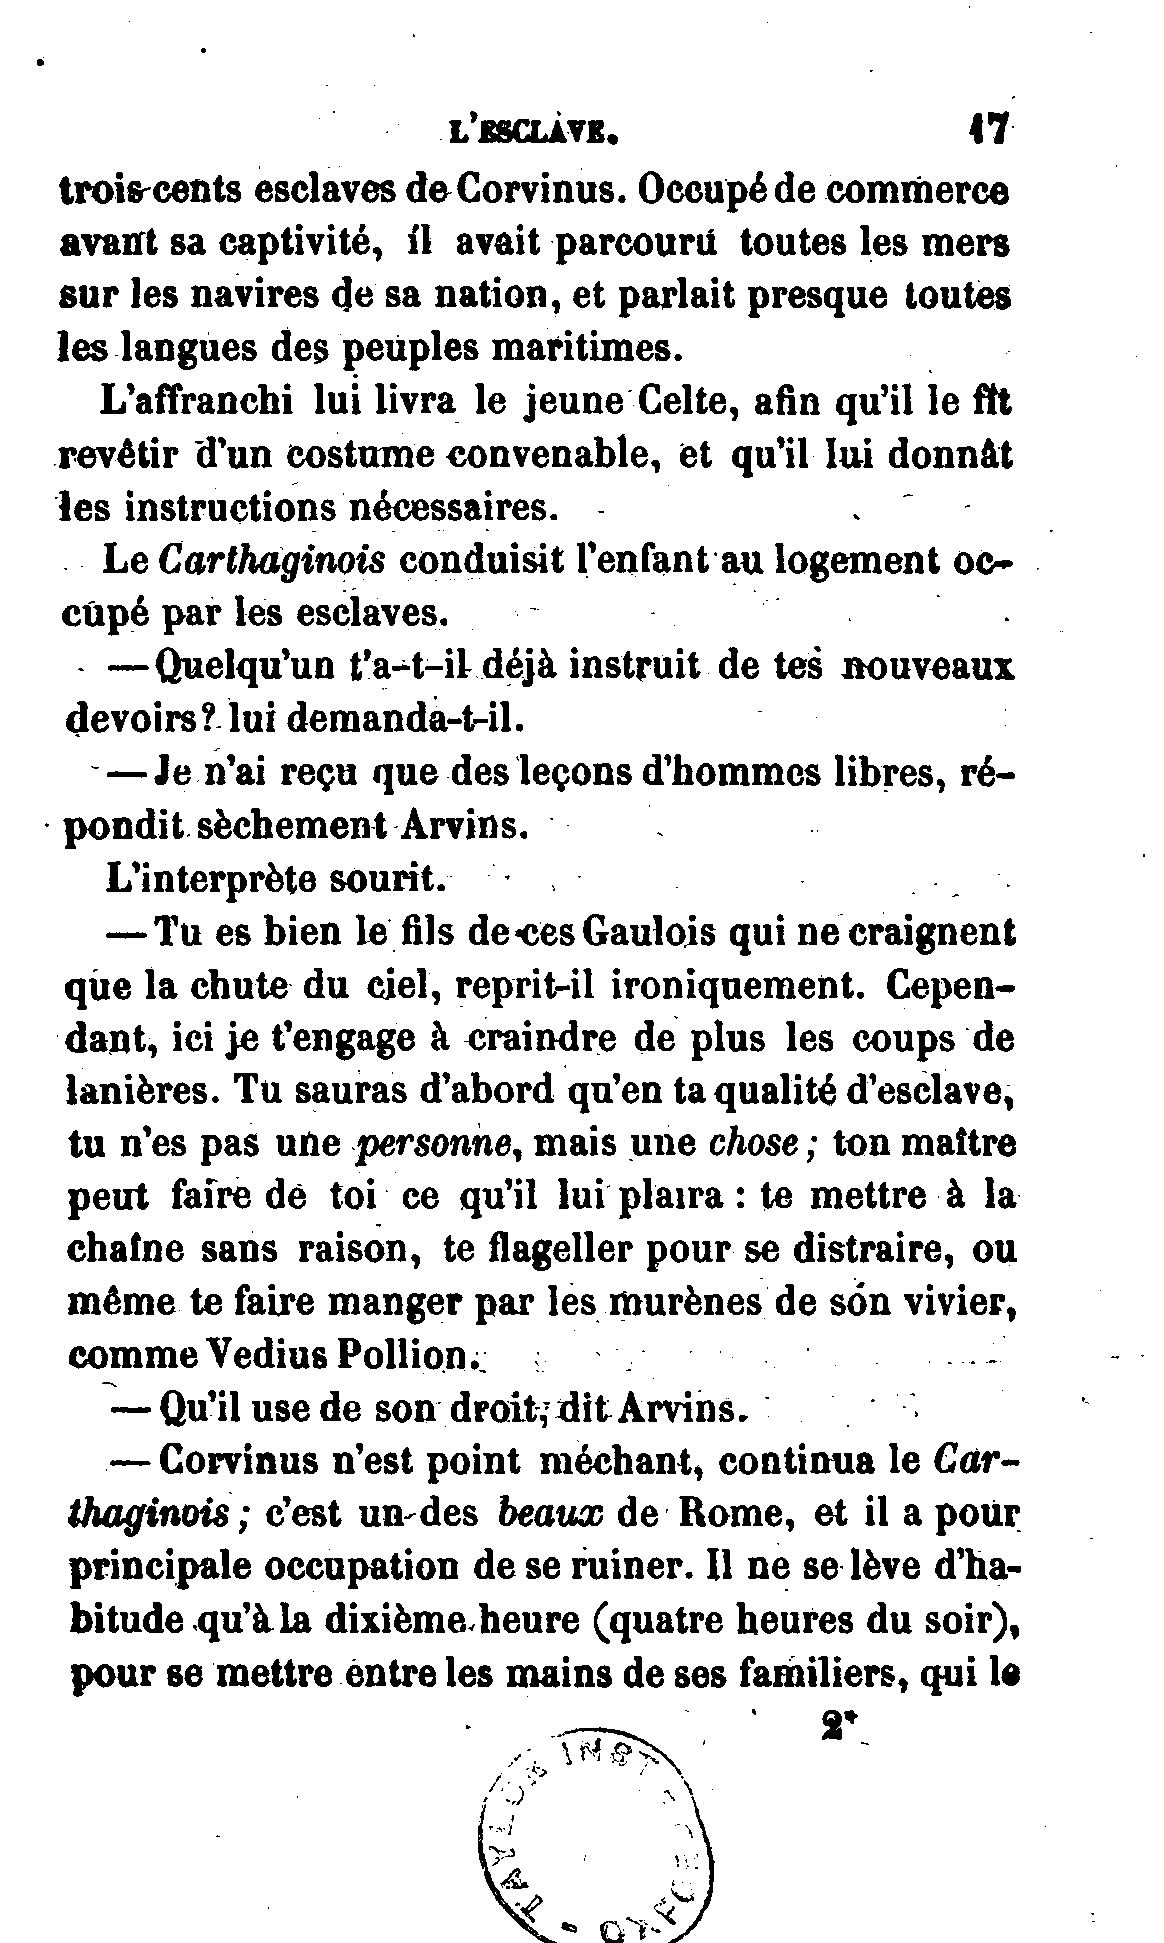 L'ESCLAVE. 17
trois cents esclaves de Corvinus. Occupé de commerce
avant sa captivité, il avait parcouru toutes les mers
sur les navires de sa nation, et parlait presque toutes
les langues des peuples maritimes.
L'affranchi lui livra le jeune Celte, afin qu'il le fît
revêtir d'un costume convenable, et qu'il lui donnât
les instructions nécessaires.
Le Carthaginois conduisit l'enfant au logement oc-
cupé par les esclaves.
— Quelqu'un t'a-t-il déjà instruit de tes nouveaux
devoirs? lui demanda-t-il.
— Je n'ai reçu que des leçons d'hommes libres, ré-
pondit sèchement Arvins.
L'interprète sourit.
— Tu es bien le fils de ces Gaulois qui ne craignent
que la chute du ciel, reprit-il ironiquement. Cepen-
dant, ici je t'engage à craindre de plus les coups de
lanières. Tu sauras d'abord qu'en ta qualité d'esclave,
tu n'es pas une personne, mais une chose; ton maître
peut faire de toi ce qu'il lui plaira : te mettre à la
chaîne sans raison, te flageller pour se distraire, ou
même te faire manger par les murènes de son vivier,
comme Vedius Pollion.
— Qu'il use de son droit, dit Arvins.
— Corvinus n'est point méchant, continua le Car-
thaginois; c'est un des beaux de Rome, et il a pour
principale occupation de se ruiner. Il ne se lève d'ha-
bitude qu'à la dixième heure (quatre heures du soir),
pour se mettre entre les mains de ses familiers, qui le
2*
TAYLOR INST
OXFORD